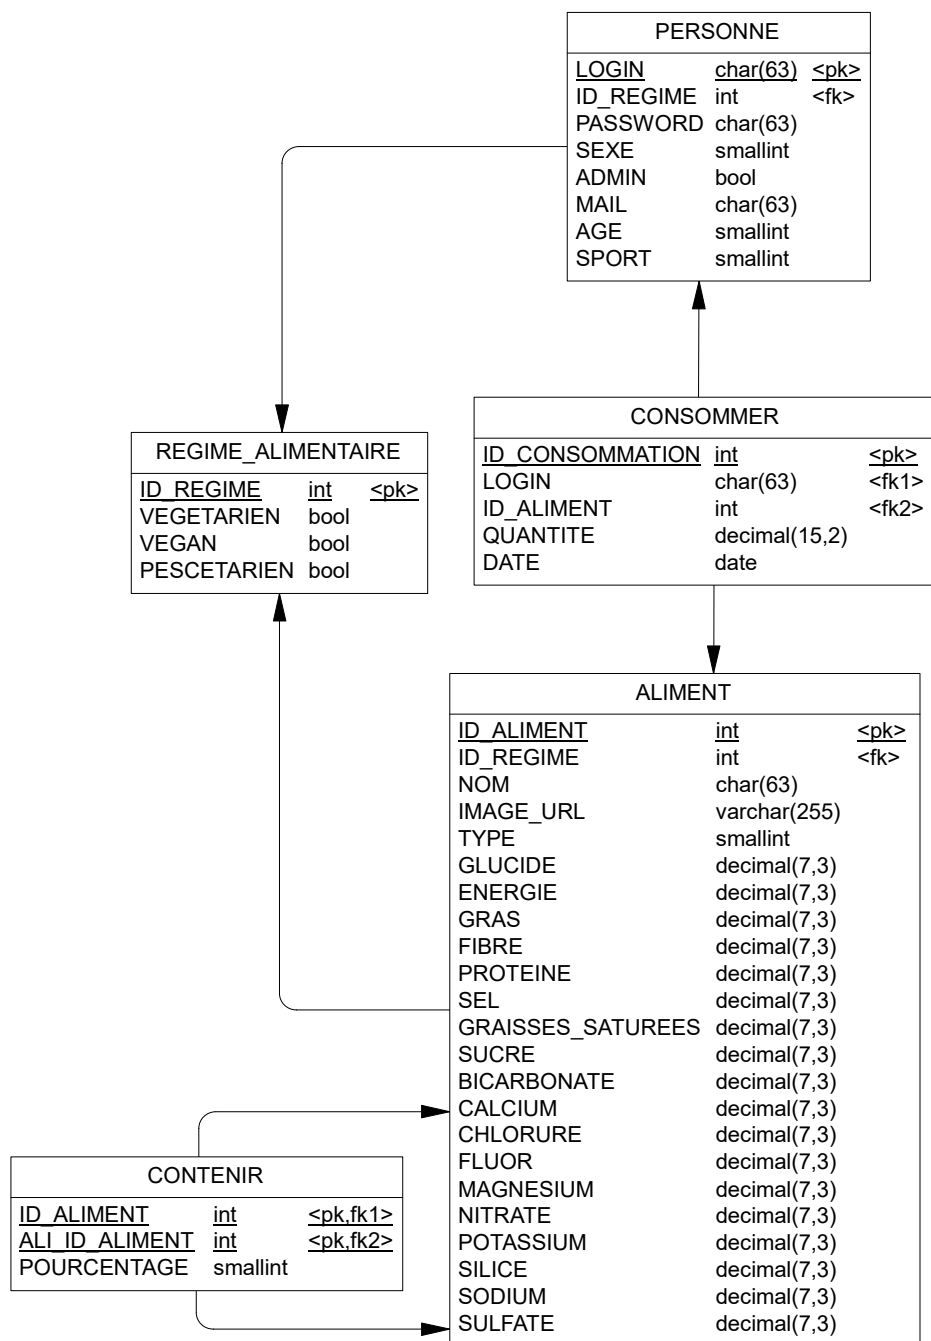 PERSONNE
LOGIN char(63) <pk>
ID_REGIME int <fk>
PASSWORD char(63)
SEXE smallint
ADMIN bool
MAIL char(63)
AGE smallint
SPORT smallint
CONSOMMER
ID_CONSOMMATION int <pk>
LOGIN char(63) <fk1>
ID_ALIMENT int <fk2>
QUANTITE decimal(15,2)
DATE date
REGIME_ALIMENTAIRE
ID_REGIME int <pk>
VEGETARIEN bool
VEGAN bool
PESCETARIEN bool
ALIMENT
ID_ALIMENT int <pk>
ID_REGIME int <fk>
NOM char(63)
IMAGE_URL varchar(255)
TYPE smallint
GLUCIDE decimal(7,3)
ENERGIE decimal(7,3)
GRAS decimal(7,3)
FIBRE decimal(7,3)
PROTEINE decimal(7,3)
SEL decimal(7,3)
GRAISSES_SATUREES decimal(7,3)
SUCRE decimal(7,3)
BICARBONATE decimal(7,3)
CALCIUM decimal(7,3)
CHLORURE decimal(7,3)
FLUOR decimal(7,3)
MAGNESIUM decimal(7,3)
NITRATE decimal(7,3)
POTASSIUM decimal(7,3)
SILICE decimal(7,3)
SODIUM decimal(7,3)
SULFATE decimal(7,3)
CONTENIR
ID_ALIMENT int <pk,fk1>
ALI_ID_ALIMENT int <pk,fk2>
POURCENTAGE smallint